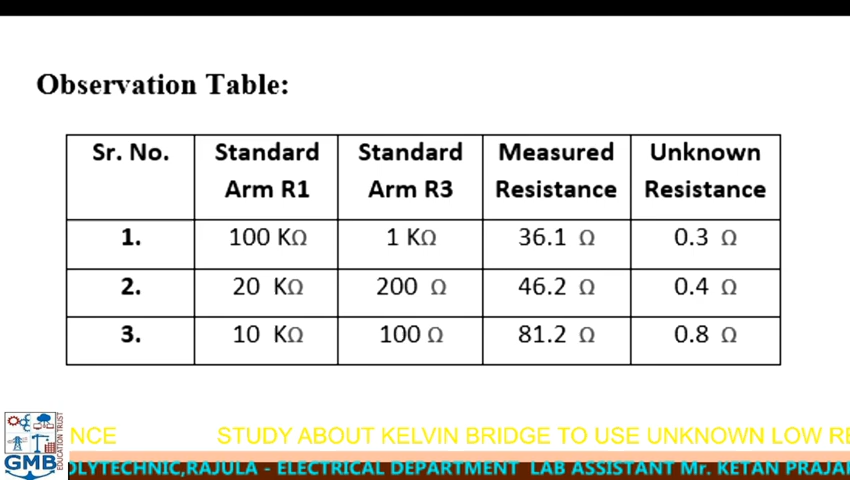 Observation Table:
Sr. No. Standard Arm R1 Standard Arm R3 Measured Resistance Unknown Resistance
1. 100 KΩ 1 KΩ 36.1 Ω 0.3 Ω
2. 20 KΩ 200 Ω 46.2 Ω 0.4 Ω
3. 10 KΩ 100 Ω 81.2 Ω 0.8 Ω
NCE STUDY ABOUT KELVIN BRIDGE TO USE UNKNOWN LOW RE
OLYTECHNIC,RAJULA - ELECTRICAL DEPARTMENT LAB ASSISTANT Mr. KETAN PRAJA
GMB
EDUCATION TRUST